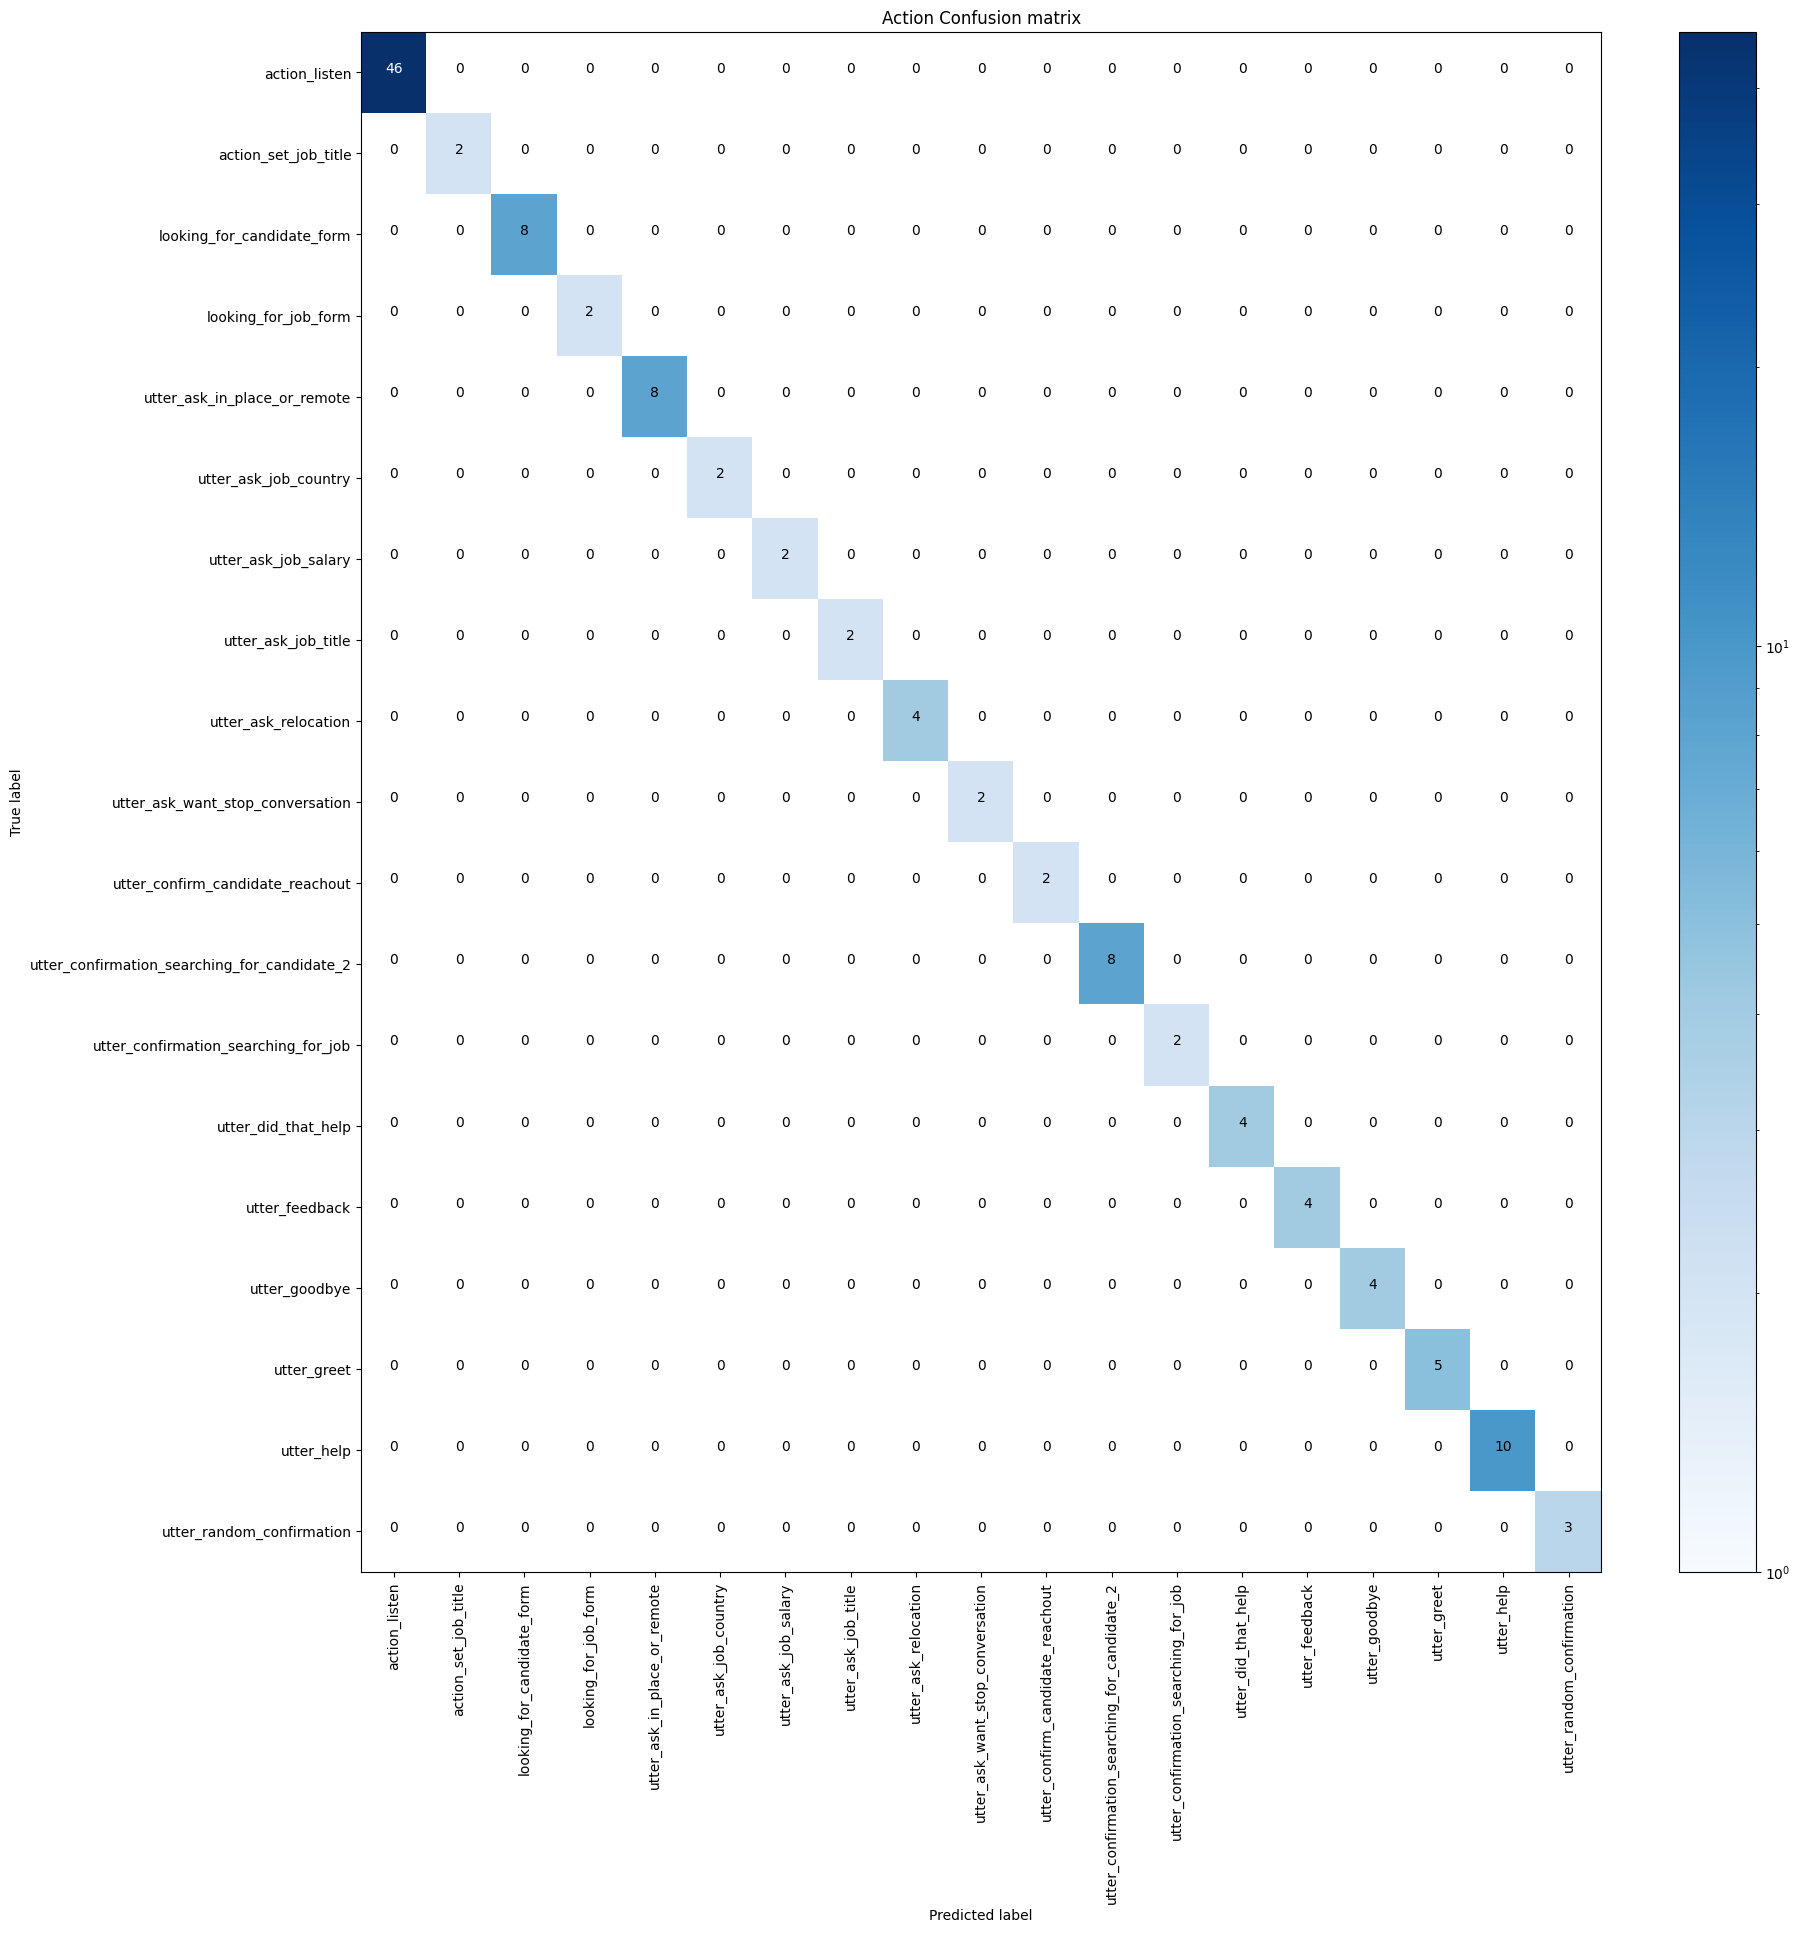 Action Confusion matrix
True label
action_listen 46 0 0 0 0 0 0 0 0 0 0 0 0 0 0 0 0 0 0
action_set_job_title 0 2 0 0 0 0 0 0 0 0 0 0 0 0 0 0 0 0 0
looking_for_candidate_form 0 0 8 0 0 0 0 0 0 0 0 0 0 0 0 0 0 0 0
looking_for_job_form 0 0 0 2 0 0 0 0 0 0 0 0 0 0 0 0 0 0 0
utter_ask_in_place_or_remote 0 0 0 0 8 0 0 0 0 0 0 0 0 0 0 0 0 0 0
utter_ask_job_country 0 0 0 0 0 2 0 0 0 0 0 0 0 0 0 0 0 0 0
utter_ask_job_salary 0 0 0 0 0 0 2 0 0 0 0 0 0 0 0 0 0 0 0
utter_ask_job_title 0 0 0 0 0 0 0 2 0 0 0 0 0 0 0 0 0 0 0
utter_ask_relocation 0 0 0 0 0 0 0 0 4 0 0 0 0 0 0 0 0 0 0
utter_ask_want_stop_conversation 0 0 0 0 0 0 0 0 0 2 0 0 0 0 0 0 0 0 0
utter_confirm_candidate_reachout 0 0 0 0 0 0 0 0 0 0 2 0 0 0 0 0 0 0 0
utter_confirmation_searching_for_candidate_2 0 0 0 0 0 0 0 0 0 0 0 8 0 0 0 0 0 0 0
utter_confirmation_searching_for_job 0 0 0 0 0 0 0 0 0 0 0 0 2 0 0 0 0 0 0
utter_did_that_help 0 0 0 0 0 0 0 0 0 0 0 0 0 4 0 0 0 0 0
utter_feedback 0 0 0 0 0 0 0 0 0 0 0 0 0 0 4 0 0 0 0
utter_goodbye 0 0 0 0 0 0 0 0 0 0 0 0 0 0 0 4 0 0 0
utter_greet 0 0 0 0 0 0 0 0 0 0 0 0 0 0 0 0 5 0 0
utter_help 0 0 0 0 0 0 0 0 0 0 0 0 0 0 0 0 0 10 0
utter_random_confirmation 0 0 0 0 0 0 0 0 0 0 0 0 0 0 0 0 0 0 3
action_listen
action_set_job_title
looking_for_candidate_form
looking_for_job_form
utter_ask_in_place_or_remote
utter_ask_job_country
utter_ask_job_salary
utter_ask_job_title
utter_ask_relocation
utter_ask_want_stop_conversation
utter_confirm_candidate_reachout
utter_confirmation_searching_for_candidate_2
utter_confirmation_searching_for_job
utter_did_that_help
utter_feedback
utter_goodbye
utter_greet
utter_help
utter_random_confirmation
Predicted label
10¹
10⁰